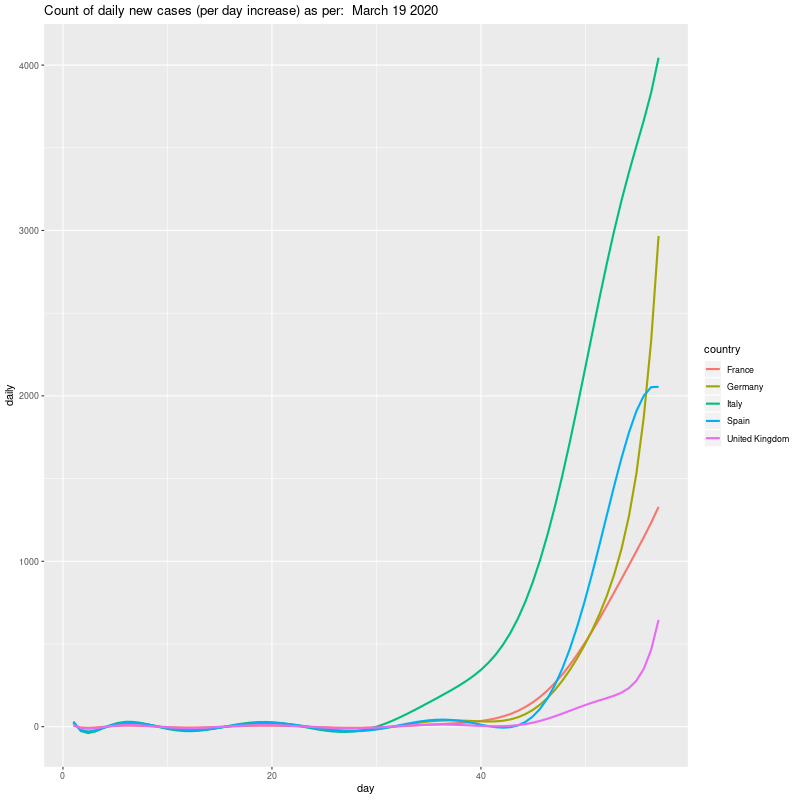 Count of daily new cases (per day increase) as per:  March 19 2020
4000
3000
2000
1000
0
daily
0
20
40
day
country
France
Germany
Italy
Spain
United Kingdom